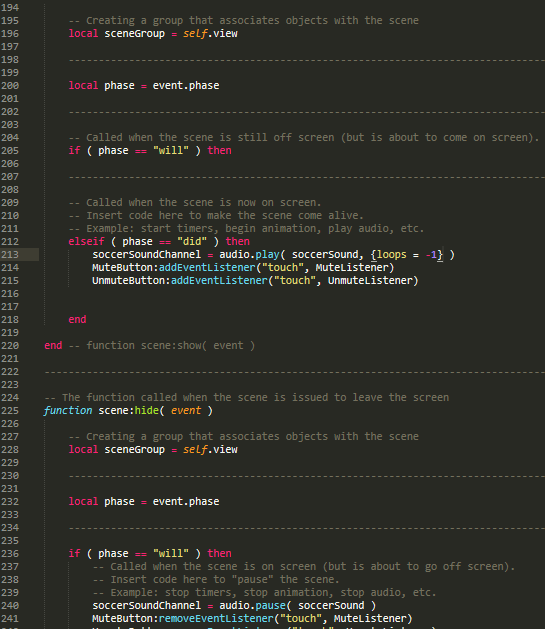 194
195 -- Creating a group that associates objects with the scene
196 local sceneGroup = self.view
197
198 -----------------------------------------------------------------------------------------
199
200 local phase = event.phase
201
202 -----------------------------------------------------------------------------------------
203
204 -- Called when the scene is still off screen (but is about to come on screen).
205 if ( phase == "will" ) then
206
207 -----------------------------------------------------------------------------------------
208
209 -- Called when the scene is now on screen.
210 -- Insert code here to make the scene come alive.
211 -- Example: start timers, begin animation, play audio, etc.
212 elseif ( phase == "did" ) then
213 soccerSoundChannel = audio.play( soccerSound, {loops = -1} )
214 MuteButton:addEventListener("touch", MuteListener)
215 UnmuteButton:addEventListener("touch", UnmuteListener)
216
217
218 end
219
220 end -- function scene:show( event )
221
222 -----------------------------------------------------------------------------------------
223
224 -- The function called when the scene is issued to leave the screen
225 function scene:hide( event )
226
227 -- Creating a group that associates objects with the scene
228 local sceneGroup = self.view
229
230 -----------------------------------------------------------------------------------------
231
232 local phase = event.phase
233
234 -----------------------------------------------------------------------------------------
235
236 if ( phase == "will" ) then
237 -- Called when the scene is on screen (but is about to go off screen).
238 -- Insert code here to "pause" the scene.
239 -- Example: stop timers, stop animation, stop audio, etc.
240 soccerSoundChannel = audio.pause( soccerSound )
241 MuteButton:removeEventListener("touch", MuteListener)